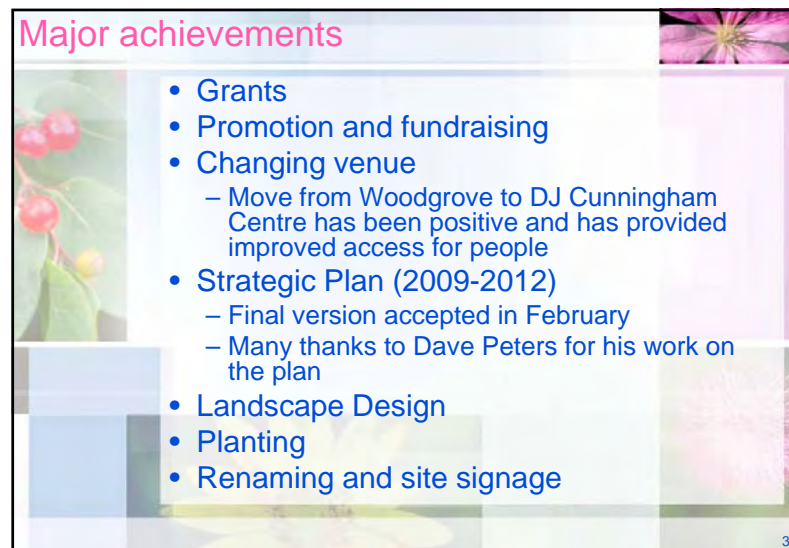 Major achievements
• Grants
• Promotion and fundraising
• Changing venue
– Move from Woodgrove to DJ Cunningham
Centre has been positive and has provided
improved access for people
• Strategic Plan (2009-2012)
– Final version accepted in February
– Many thanks to Dave Peters for his work on
the plan
• Landscape Design
• Planting
• Renaming and site signage
3